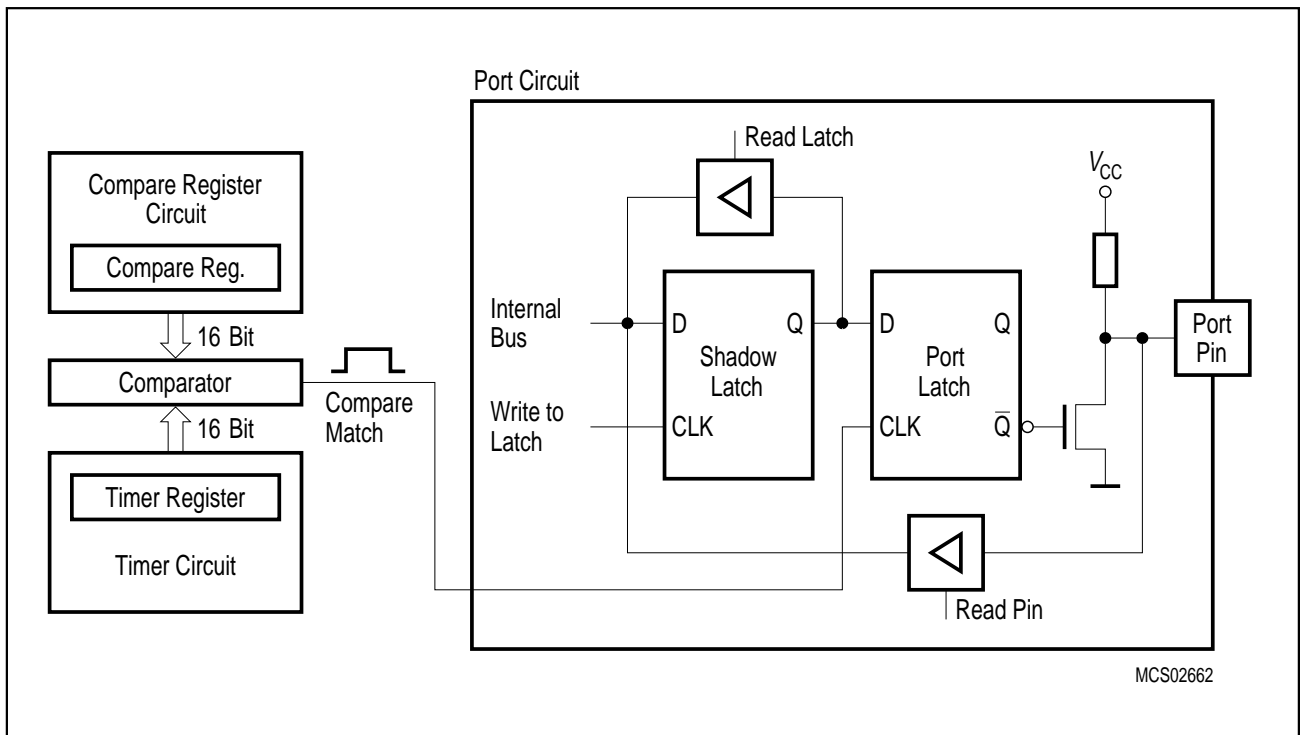 Port Circuit
Read Latch
V
CC
Compare Register
Circuit
Compare Reg.
16 Bit
Comparator
16 Bit
Timer Register
Timer Circuit
Compare
Match
Internal
Bus
Write to
Latch
D
Q
Shadow
Latch
CLK
D
Q
Port
Latch
CLK
Q̅
Port
Pin
Read Pin
MCS02662